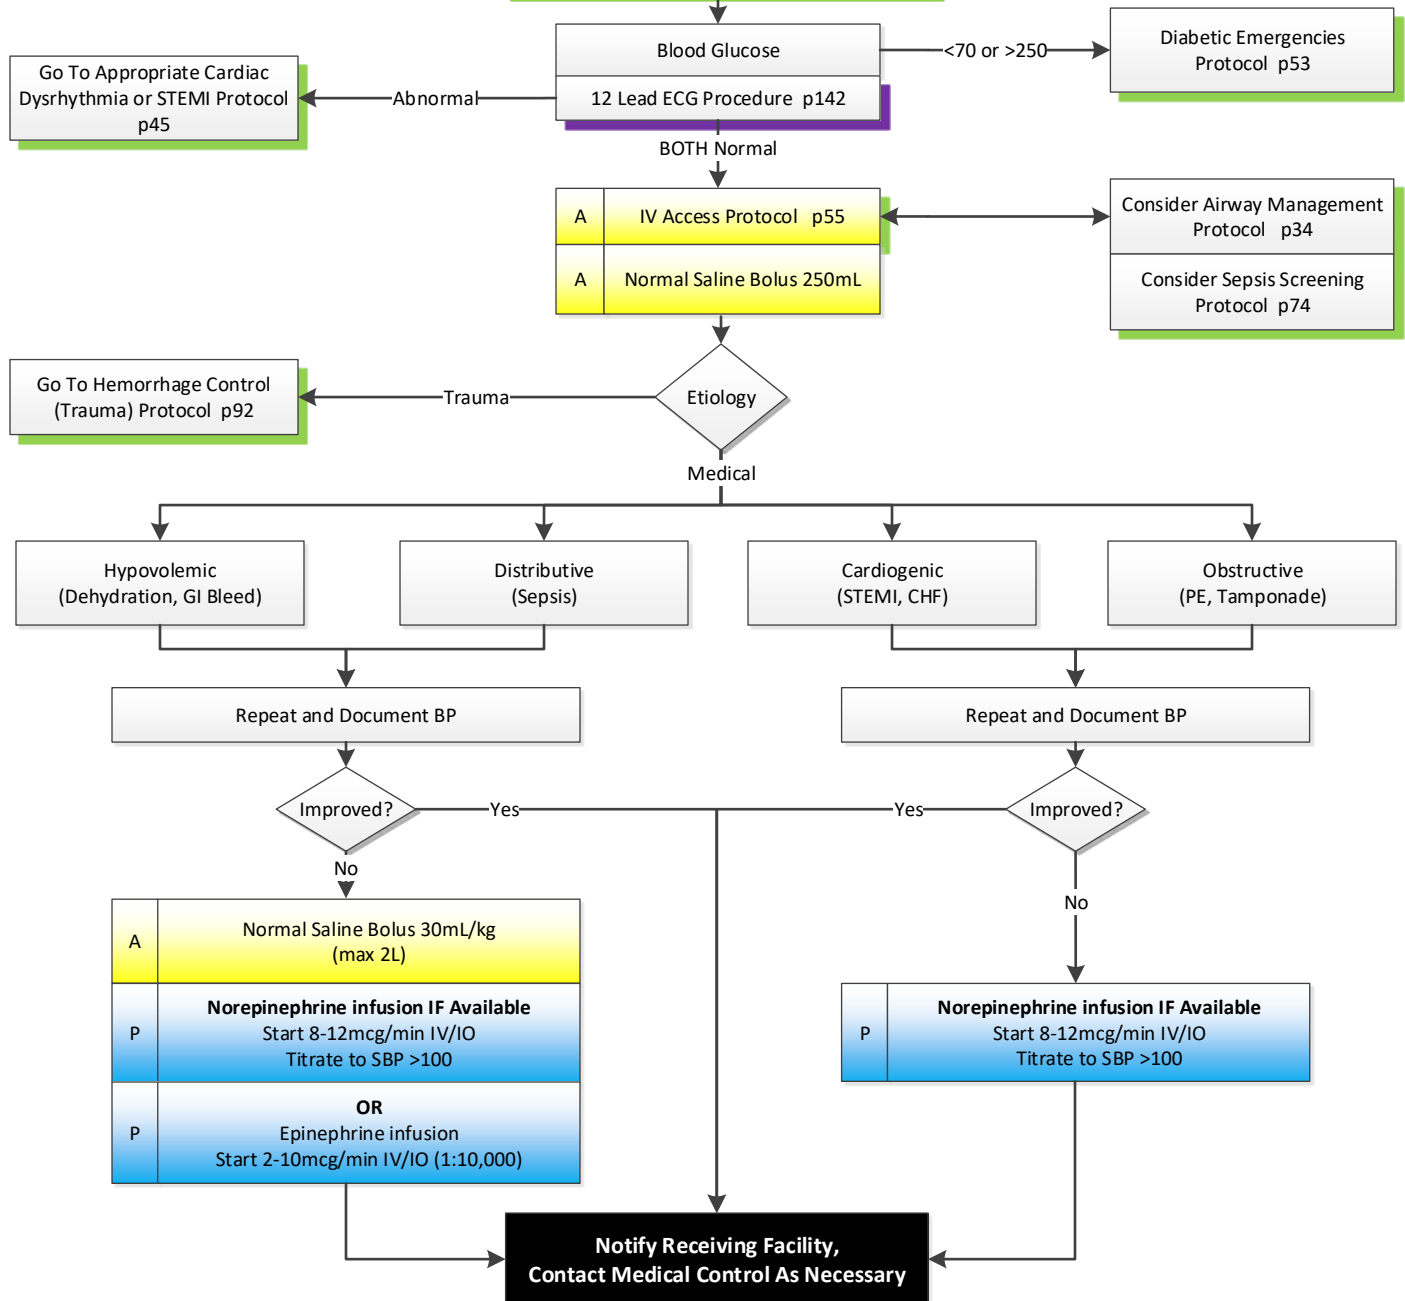 Blood Glucose
<70 or >250
Diabetic Emergencies
Protocol p53
Go To Appropriate Cardiac
Dysrhythmia or STEMI Protocol
p45
Abnormal
12 Lead ECG Procedure p142
BOTH Normal
A
IV Access Protocol p55
Consider Airway Management
Protocol p34
A
Normal Saline Bolus 250mL
Consider Sepsis Screening
Protocol p74
Go To Hemorrhage Control
(Trauma) Protocol p92
Trauma
Etiology
Medical
Hypovolemic
(Dehydration, GI Bleed)
Distributive
(Sepsis)
Cardiogenic
(STEMI, CHF)
Obstructive
(PE, Tamponade)
Repeat and Document BP
Repeat and Document BP
Improved?
Yes
Yes
Improved?
No
No
A
Normal Saline Bolus 30mL/kg
(max 2L)
P
Norepinephrine infusion IF Available
Start 8-12mcg/min IV/IO
Titrate to SBP >100
P
Norepinephrine infusion IF Available
Start 8-12mcg/min IV/IO
Titrate to SBP >100
P
OR
Epinephrine infusion
Start 2-10mcg/min IV/IO (1:10,000)
Notify Receiving Facility,
Contact Medical Control As Necessary